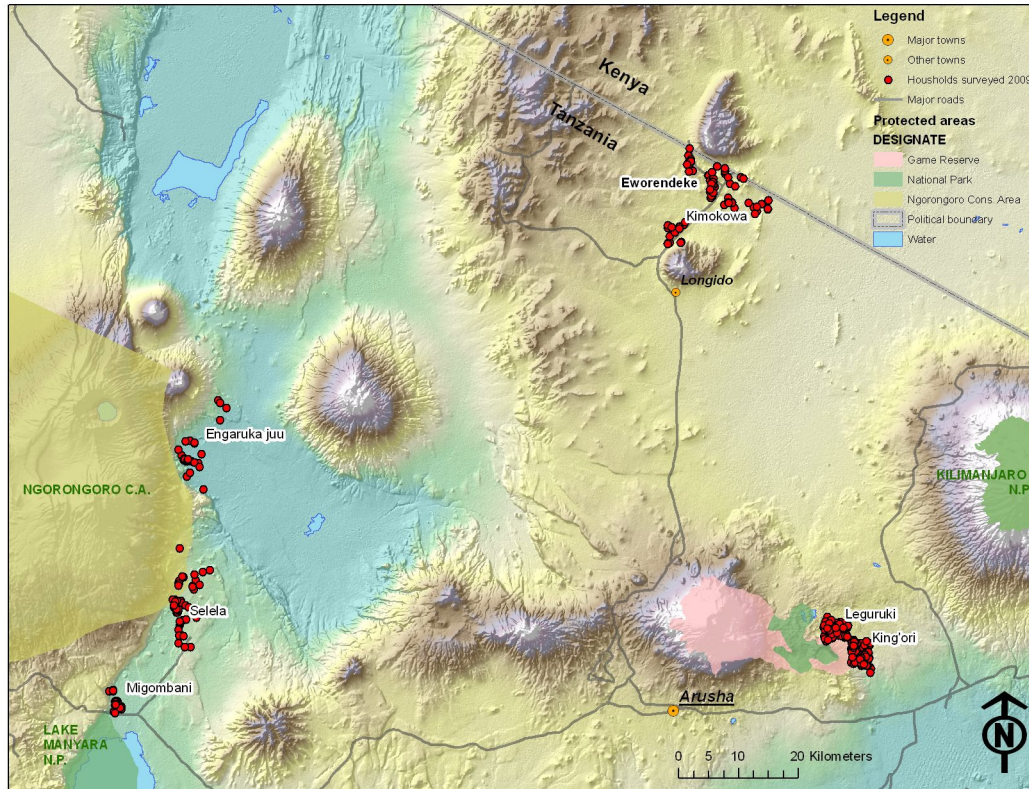 Legend
Major towns
Other towns
Housholds surveyed 2009
Major roads
Protected areas
DESIGNATE
Game Reserve
National Park
Ngorongoro Cons. Area
Political boundary
Water
Kenya
Tanzania
Eworendeke
Kimokowa
Longido
Engaruka juu
NGORONGORO C.A.
KILIMANJARO
N.P
Selela
Leguruki
King'ori
Migombani
Arusha
LAKE
MANYARA
N.P.
0 5 10 20 Kilometers
N